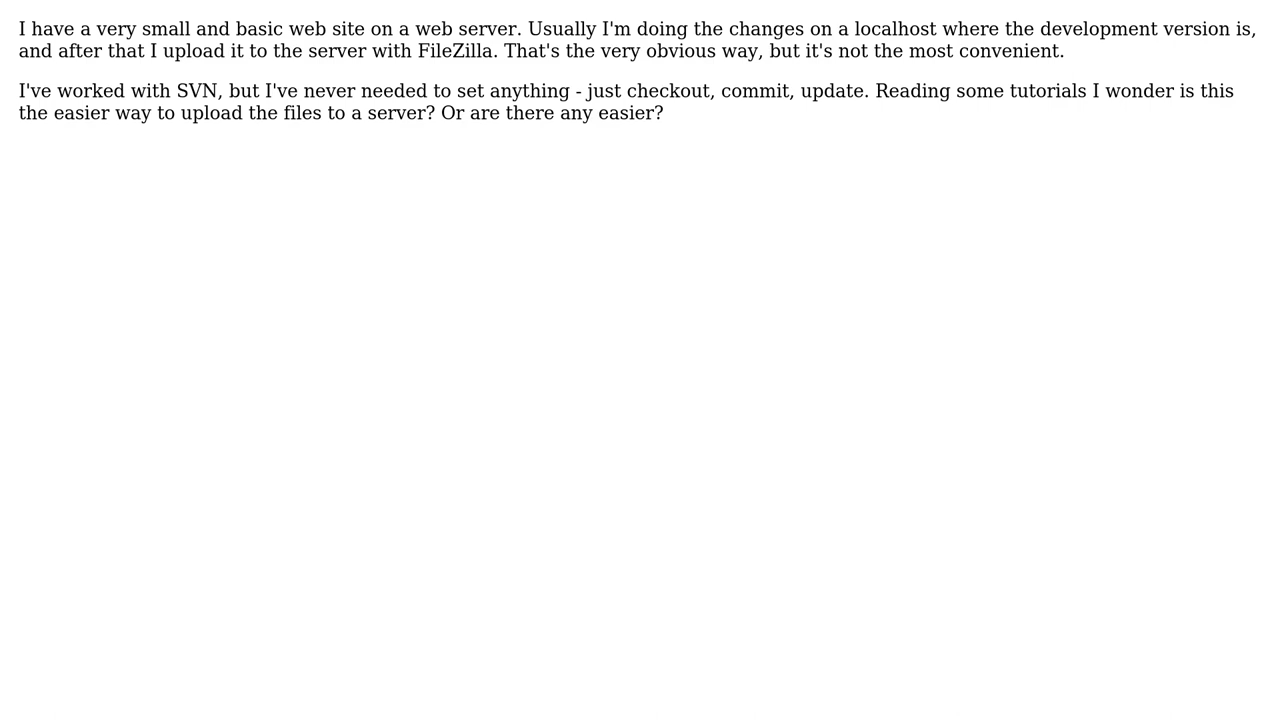 I have a very small and basic web site on a web server. Usually I'm doing the changes on a localhost where the development version is,
and after that I upload it to the server with FileZilla. That's the very obvious way, but it's not the most convenient.
I've worked with SVN, but I've never needed to set anything - just checkout, commit, update. Reading some tutorials I wonder is this
the easier way to upload the files to a server? Or are there any easier?